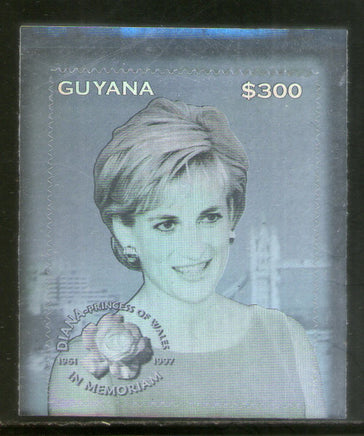 GUYANA $300
DIANA-PRINCESS OF WALES
1961 1997
IN MEMORIAM